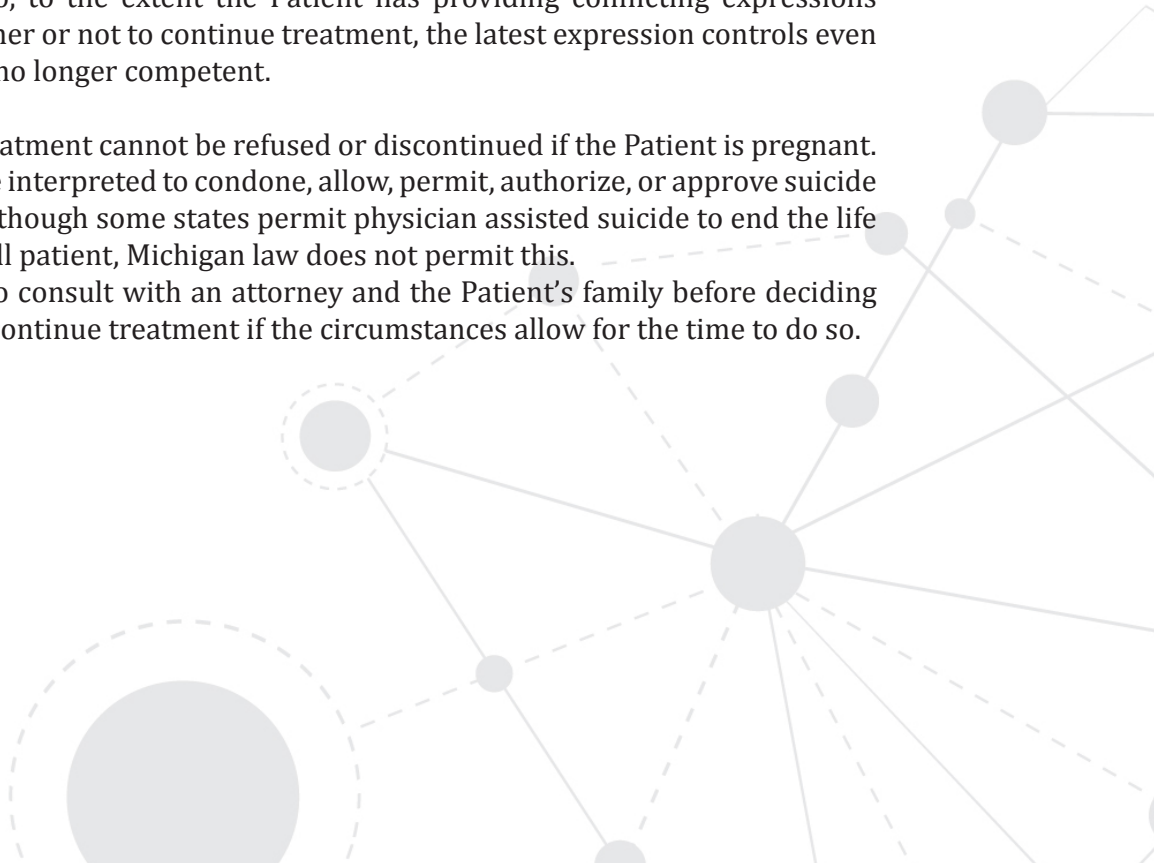 to the extent the Patient has providing conflicting expressions
or not to continue treatment, the latest expression controls even
no longer competent.
cannot be refused or discontinued if the Patient is pregnant.
interpreted to condone, allow, permit, authorize, or approve suicide
though some states permit physician assisted suicide to end the life
patient, Michigan law does not permit this.
consult with an attorney and the Patient’s family before deciding
treatment if the circumstances allow for the time to do so.